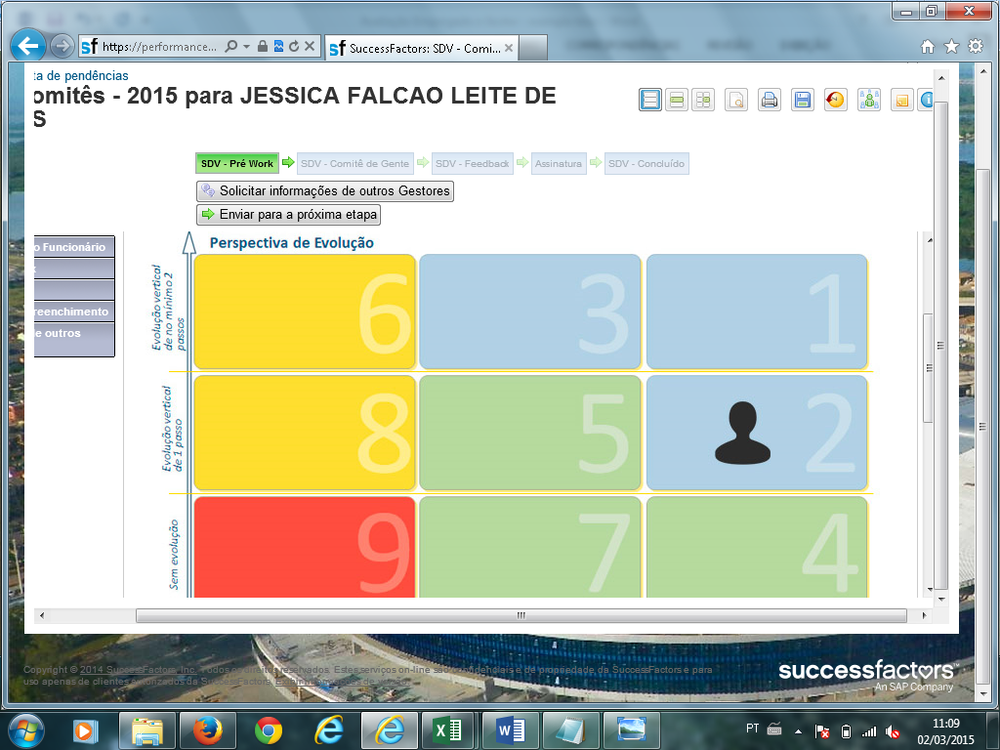 https://performance...
SuccessFactors: SDV - Comi...
ta de pendências
omitês - 2015 para JESSICA FALCAO LEITE DE
S
SDV - Pré Work
SDV - Comitê de Gente
SDV - Feedback
Assinatura
SDV - Concluído
Solicitar informações de outros Gestores
Enviar para a próxima etapa
o Funcionário
reenchimento
e outros
Perspectiva de Evolução
Evolução vertical
de no mínimo 2
passos
6
3
1
Evolução vertical
de 1 passo
8
5
2
Sem evolução
9
7
4
Copyright © 2014 SuccessFactors, Inc. Todos os direitos reservados. Estes serviços on-line são confidenciais e de propriedade da SuccessFactors e para
uso apenas de clientes autorizados da SuccessFactors.
successfactors™
An SAP Company
PT
11:09
02/03/2015